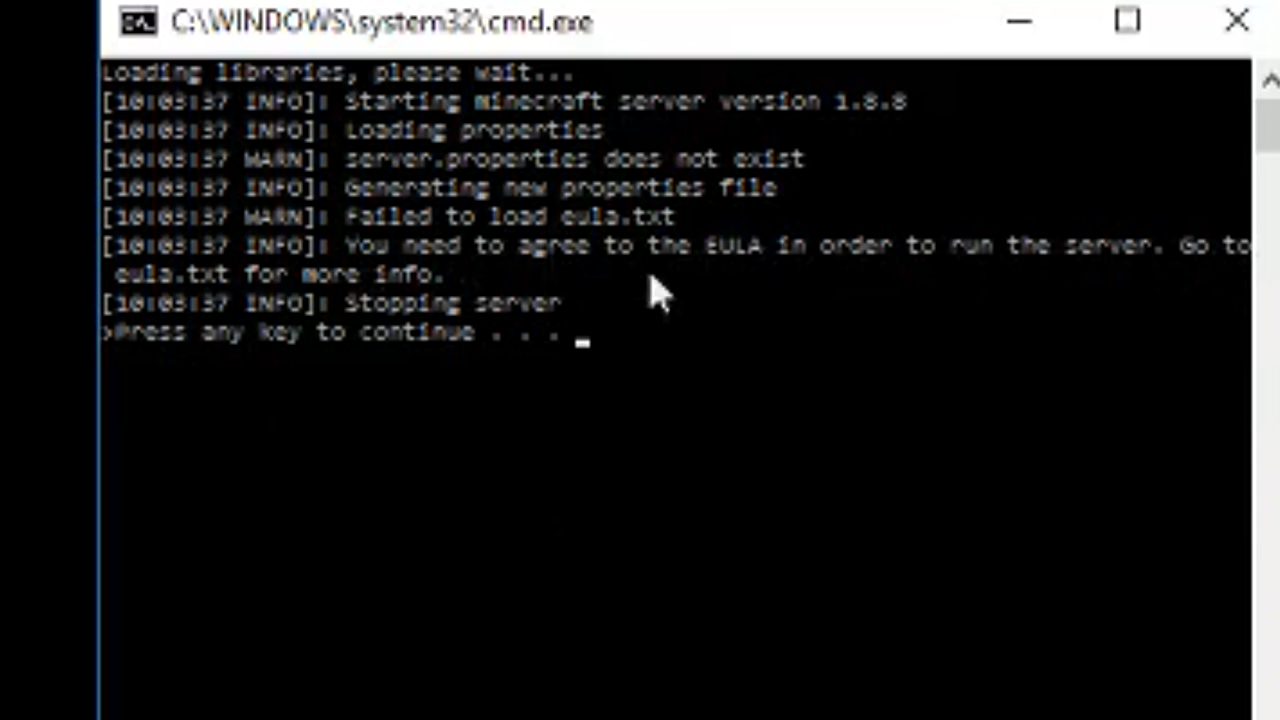 C:\WINDOWS\system32\cmd.exe
Loading libraries, please wait...
[10:03:37 INFO]: Starting minecraft server version 1.8.8
[10:03:37 INFO]: Loading properties
[10:03:37 WARN]: server.properties does not exist
[10:03:37 INFO]: Generating new properties file
[10:03:37 WARN]: Failed to load eula.txt
[10:03:37 INFO]: You need to agree to the EULA in order to run the server. Go to
eula.txt for more info.
[10:03:37 INFO]: Stopping server
>Press any key to continue . . .